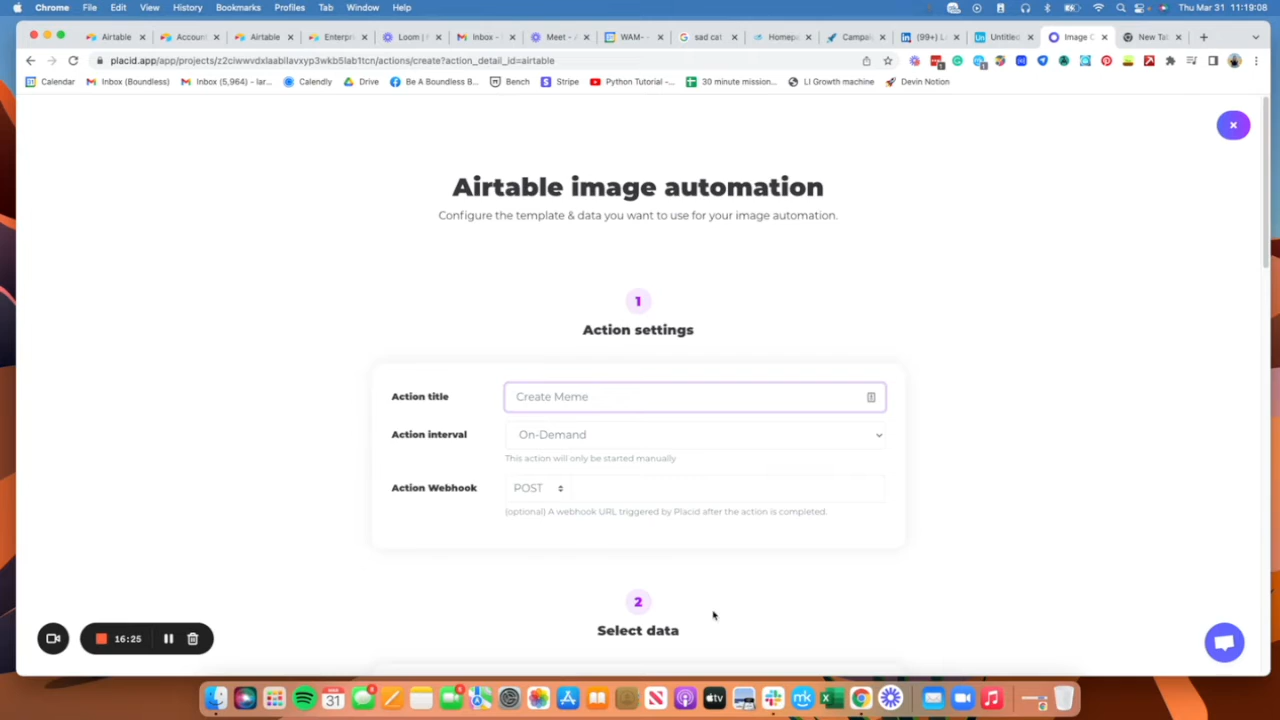 Chrome File Edit View History Bookmarks Profiles Tab Window Help Thu Mar 31 11:19:08
Airtable Account Airtable Enterpri Loom | Inbox - Meet - WAM- sad cat Homep Campai (99+) L Untitled Image C New Tab
placid.app/app/projects/z2ciwwvdxlaabllavxyp3wkb5lab1tcn/actions/create?action_detail_id=airtable
Calendar Inbox (Boundless) Inbox (5,964) – lar... Calendly Drive Be A Boundless B... Bench Stripe Python Tutorial -... 30 minute mission... LI Growth machine Devin Notion
Airtable image automation
Configure the template & data you want to use for your image automation.
1
Action settings
Action title Create Meme
Action interval On-Demand
This action will only be started manually
Action Webhook POST
(optional) A webhook URL triggered by Placid after the action is completed.
2
Select data
16:25